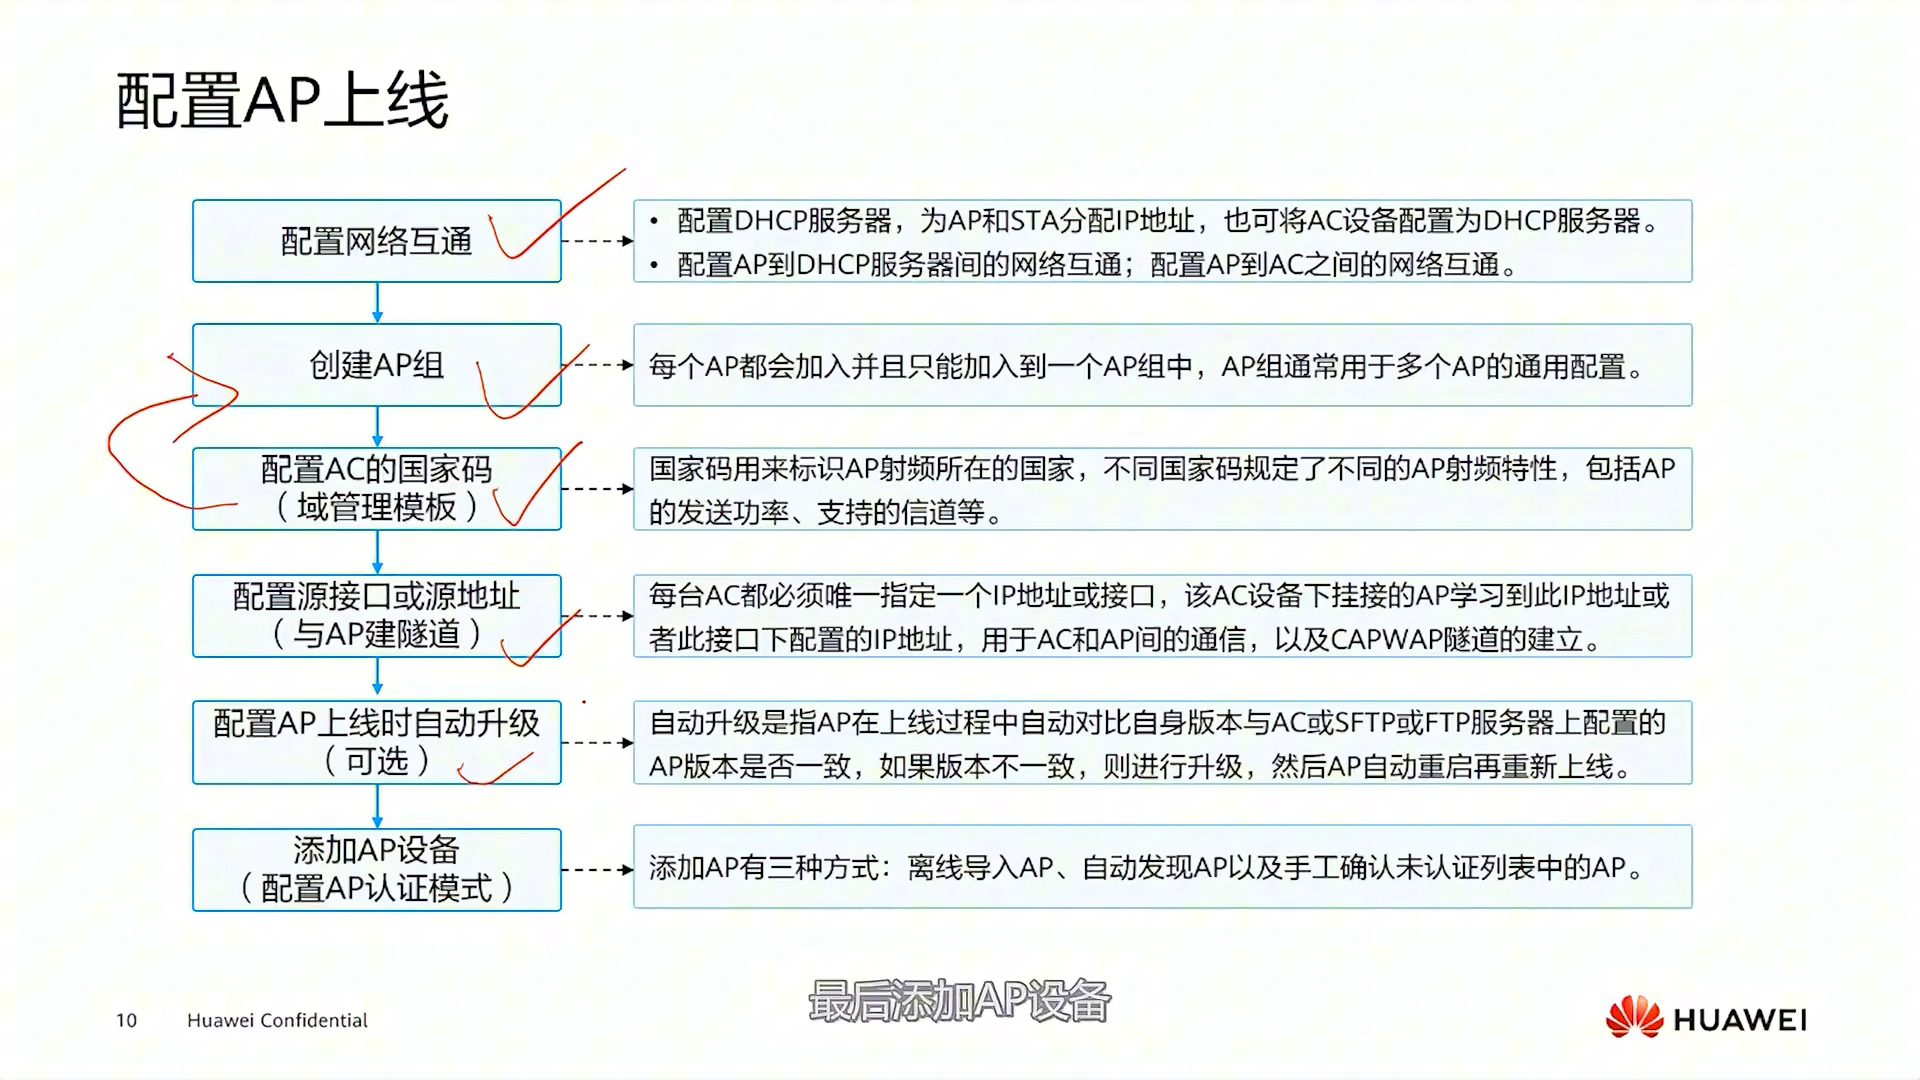 配置AP上线
配置网络互通
• 配置DHCP服务器，为AP和STA分配IP地址，也可将AC设备配置为DHCP服务器。
• 配置AP到DHCP服务器间的网络互通；配置AP到AC之间的网络互通。
创建AP组
每个AP都会加入并且只能加入到一个AP组中，AP组通常用于多个AP的通用配置。
配置AC的国家码
（域管理模板）
国家码用来标识AP射频所在的国家，不同国家码规定了不同的AP射频特性，包括AP
的发送功率、支持的信道等。
配置源接口或源地址
（与AP建隧道）
每台AC都必须唯一指定一个IP地址或接口，该AC设备下挂接的AP学习到此IP地址或
者此接口下配置的IP地址，用于AC和AP间的通信，以及CAPWAP隧道的建立。
配置AP上线时自动升级
（可选）
自动升级是指AP在上线过程中自动对比自身版本与AC或SFTP或FTP服务器上配置的
AP版本是否一致，如果版本不一致，则进行升级，然后AP自动重启再重新上线。
添加AP设备
（配置AP认证模式）
添加AP有三种方式：离线导入AP、自动发现AP以及手工确认未认证列表中的AP。
最后添加AP设备
10 Huawei Confidential
HUAWEI